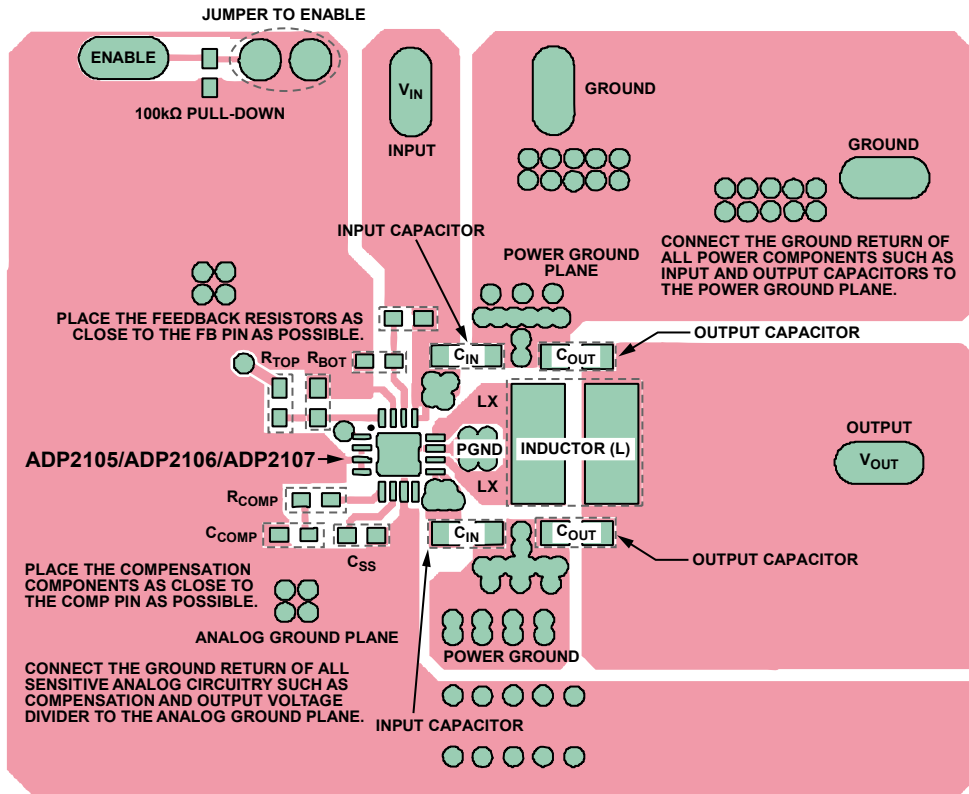 JUMPER TO ENABLE
ENABLE
100kΩ PULL-DOWN
VIN
INPUT
GROUND
GROUND
CONNECT THE GROUND RETURN OF
ALL POWER COMPONENTS SUCH AS
INPUT AND OUTPUT CAPACITORS TO
THE POWER GROUND PLANE.
INPUT CAPACITOR
POWER GROUND
PLANE
PLACE THE FEEDBACK RESISTORS AS
CLOSE TO THE FB PIN AS POSSIBLE.
OUTPUT CAPACITOR
RTOP
RBOT
CIN
COUT
LX
PGND
LX
INDUCTOR (L)
OUTPUT
VOUT
ADP2105/ADP2106/ADP2107
RCOMP
CCOMP
CSS
CIN
COUT
OUTPUT CAPACITOR
PLACE THE COMPENSATION
COMPONENTS AS CLOSE TO
THE COMP PIN AS POSSIBLE.
ANALOG GROUND PLANE
POWER GROUND
CONNECT THE GROUND RETURN OF ALL
SENSITIVE ANALOG CIRCUITRY SUCH AS
COMPENSATION AND OUTPUT VOLTAGE
DIVIDER TO THE ANALOG GROUND PLANE.
INPUT CAPACITOR